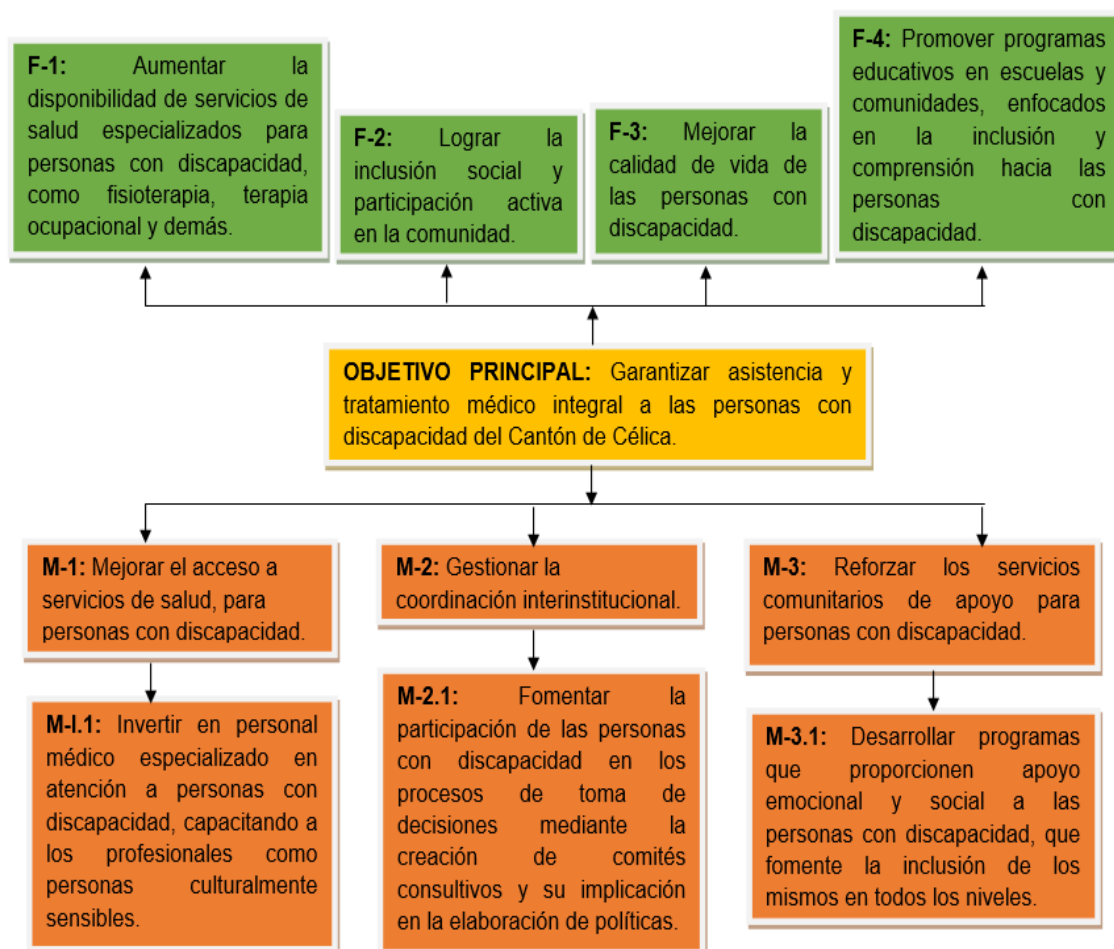 F-1: Aumentar la
disponibilidad de servicios de
salud especializados para
personas con discapacidad,
como fisioterapia, terapia
ocupacional y demás.
F-2: Lograr la
inclusión social y
participación activa
en la comunidad.
F-3: Mejorar la
calidad de vida de
las personas con
discapacidad.
F-4: Promover programas
educativos en escuelas y
comunidades, enfocados
en la inclusión y
comprensión hacia las
personas con
discapacidad.
OBJETIVO PRINCIPAL: Garantizar asistencia y
tratamiento médico integral a las personas con
discapacidad del Cantón de Célica.
M-1: Mejorar el acceso a
servicios de salud, para
personas con discapacidad.
M-2: Gestionar la
coordinación interinstitucional.
M-3: Reforzar los servicios
comunitarios de apoyo para
personas con discapacidad.
M-I.1: Invertir en personal
médico especializado en
atención a personas con
discapacidad, capacitando a
los profesionales como
personas culturalmente
sensibles.
M-2.1: Fomentar la
participación de las personas
con discapacidad en los
procesos de toma de
decisiones mediante la
creación de comités
consultivos y su implicación
en la elaboración de políticas.
M-3.1: Desarrollar programas
que proporcionen apoyo
emocional y social a las
personas con discapacidad, que
fomente la inclusión de los
mismos en todos los niveles.